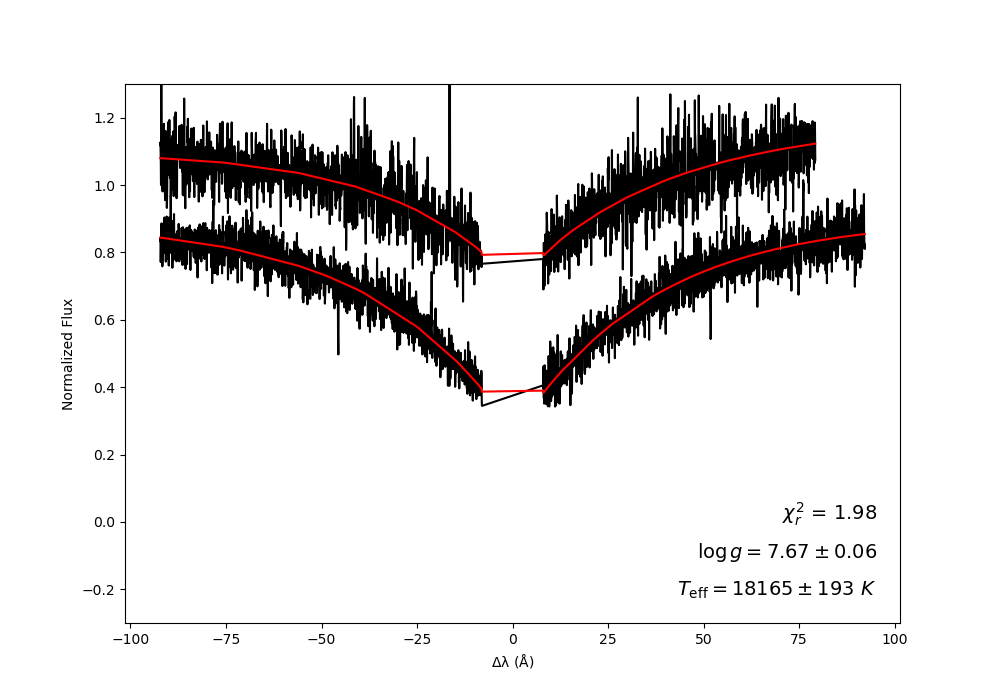 1.2
1.0
0.8
0.6
0.4
0.2
0.0
−0.2
Normalized Flux
χ²ᵣ = 1.98
log g = 7.67 ± 0.06
T_eff = 18165 ± 193 K
−100 −75 −50 −25 0 25 50 75 100
Δλ (Å)